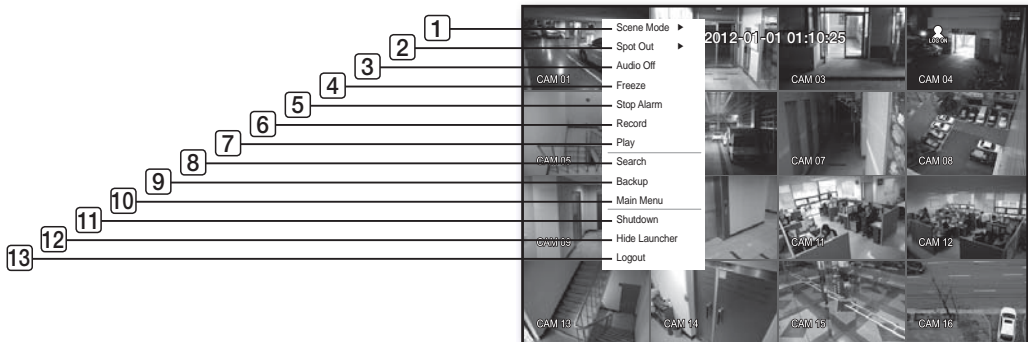 1 Scene Mode ▶
2 Spot Out ▶
3 Audio Off
4 Freeze
5 Stop Alarm
6 Record
7 Play
8 Search
9 Backup
10 Main Menu
11 Shutdown
12 Hide Launcher
13 Logout
2012-01-01 01:10:25
LOG ON
CAM 01
CAM 03
CAM 04
CAM 05
CAM 07
CAM 08
CAM 09
CAM 11
CAM 12
CAM 13
CAM 14
CAM 15
CAM 16